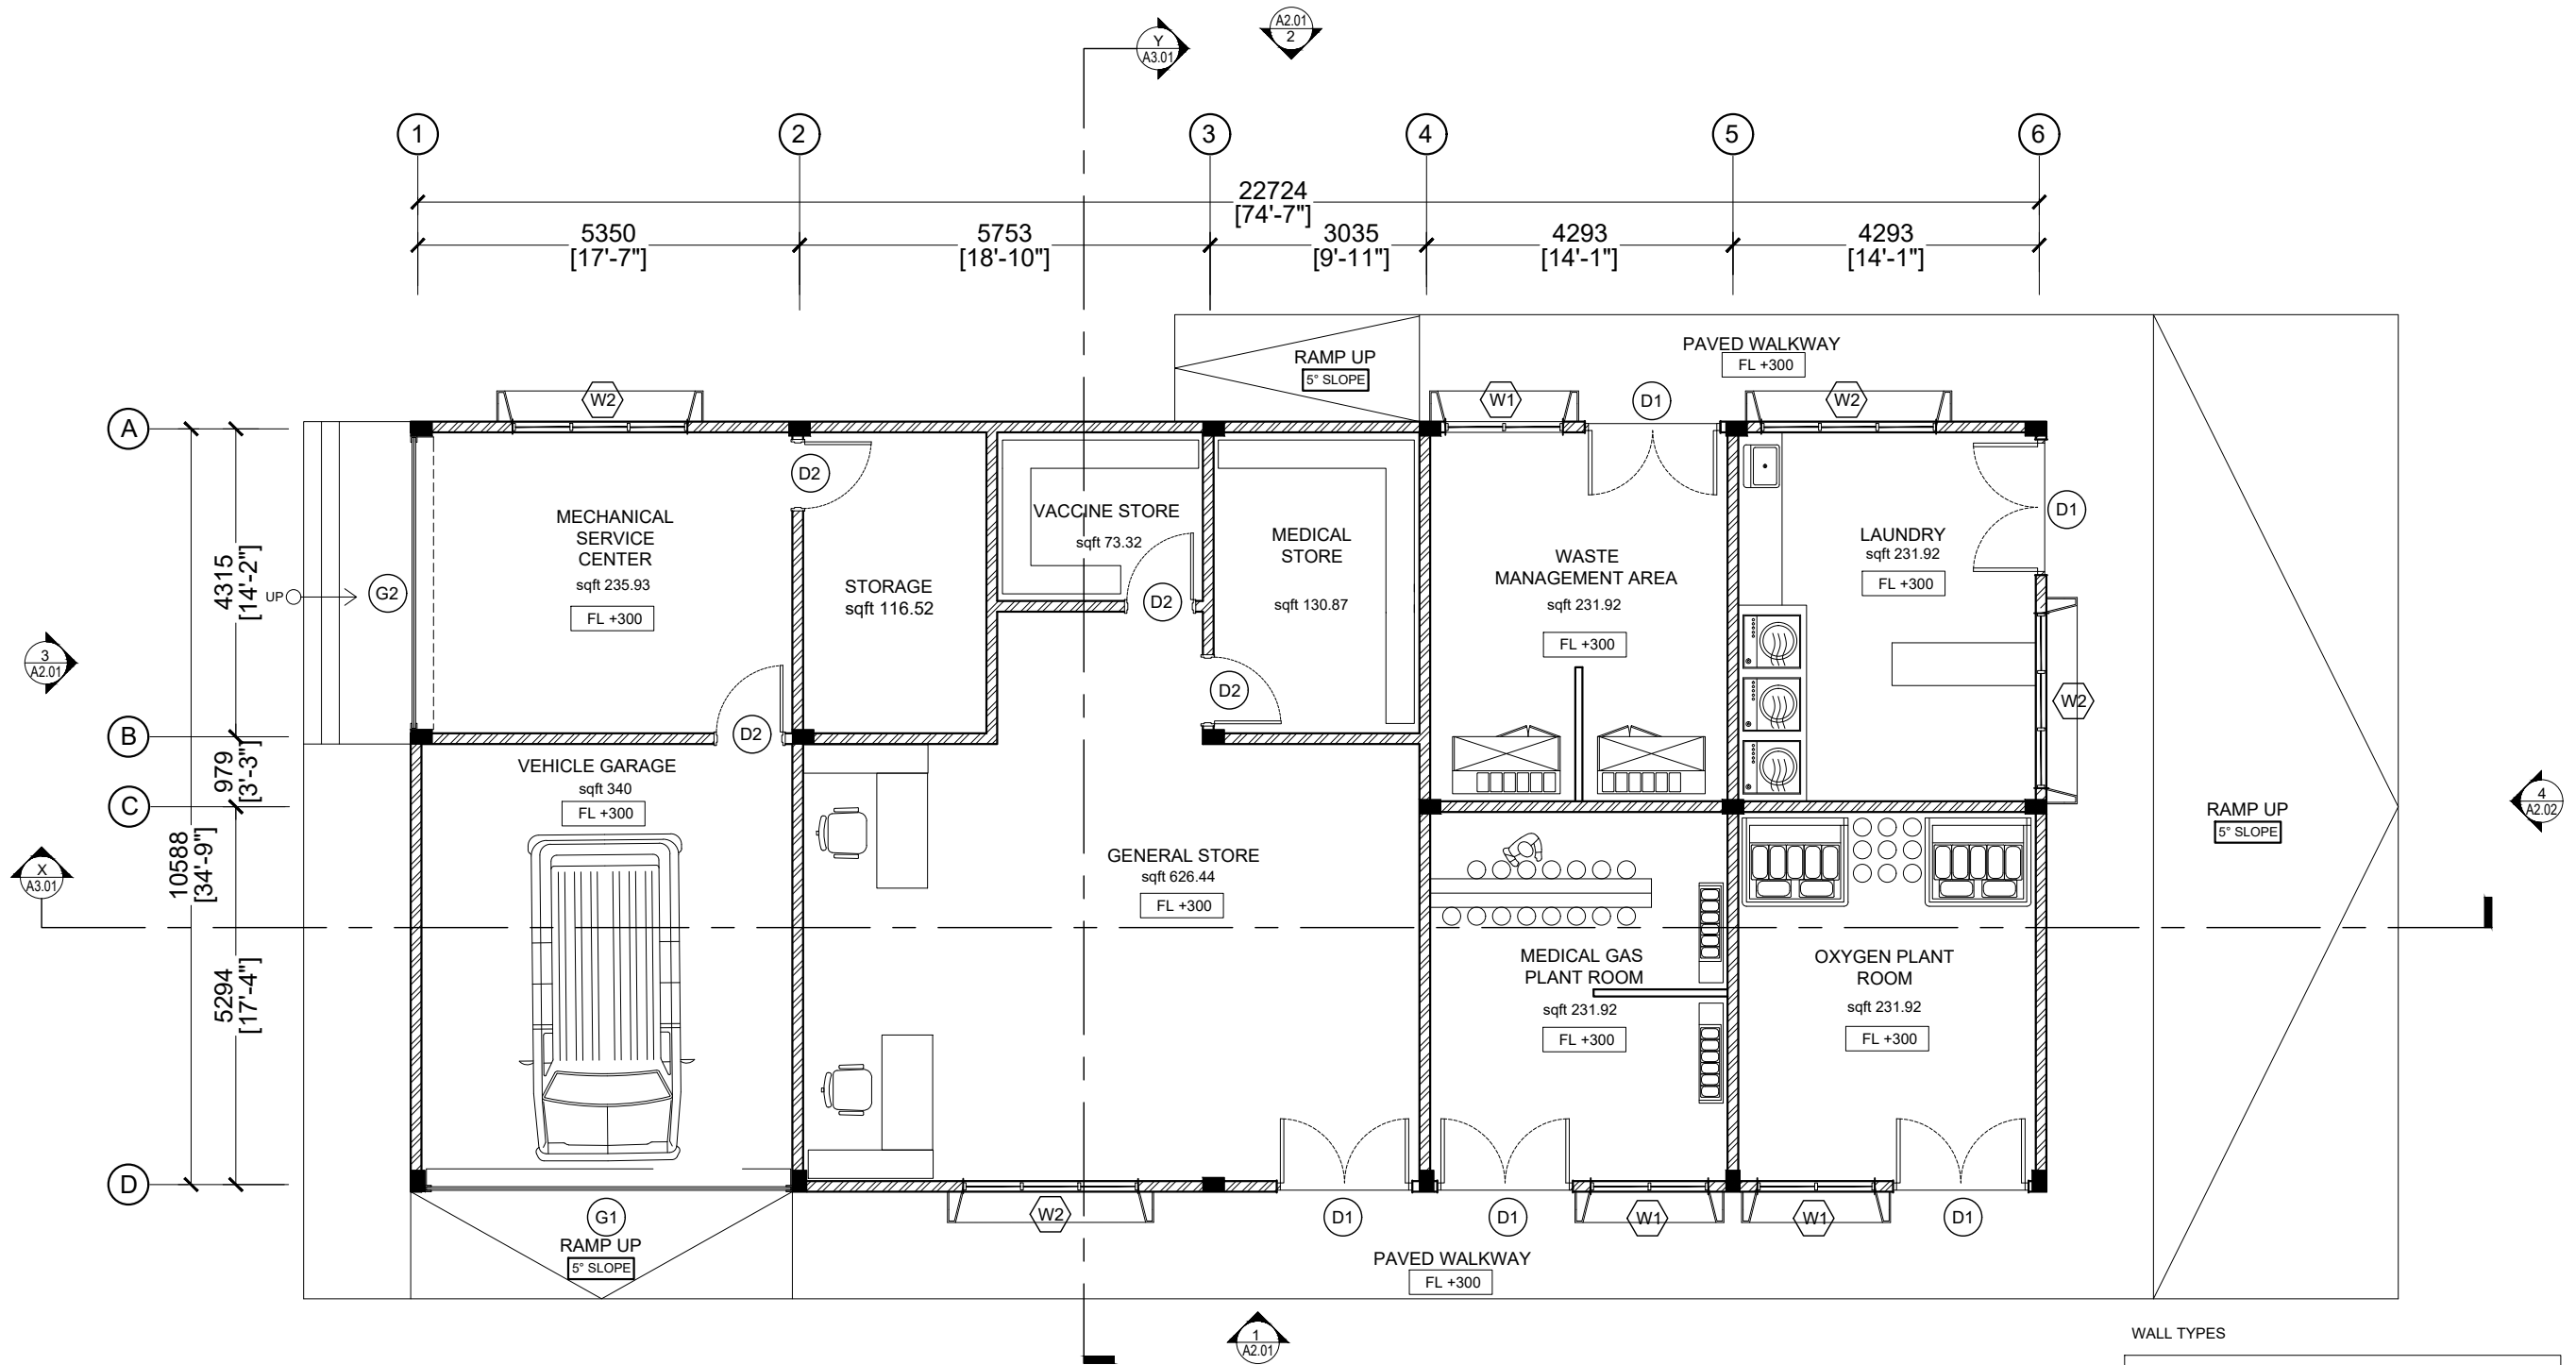 Y
A3.01
A2.01
2
1
2
3
4
5
6
22724
[74'-7"]
5350
[17'-7"]
5753
[18'-10"]
3035
[9'-11"]
4293
[14'-1"]
4293
[14'-1"]
PAVED WALKWAY
FL +300
RAMP UP
5° SLOPE
W2
W1
D1
W2
A
D2
D1
MECHANICAL
SERVICE
CENTER
sqft 235.93
FL +300
VACCINE STORE
sqft 73.32
MEDICAL
STORE
sqft 130.87
LAUNDRY
sqft 231.92
FL +300
WASTE
MANAGEMENT AREA
sqft 231.92
FL +300
STORAGE
sqft 116.52
4315
[14'-2"]
UP
G2
D2
3
A2.01
D2
W2
B
D2
979
[3'-3"]
VEHICLE GARAGE
sqft 340
FL +300
C
RAMP UP
5° SLOPE
4
A2.02
10588
[34'-9"]
X
A3.01
GENERAL STORE
sqft 626.44
FL +300
5294
[17'-4"]
MEDICAL GAS
PLANT ROOM
sqft 231.92
FL +300
OXYGEN PLANT
ROOM
sqft 231.92
FL +300
D
G1
W2
D1
D1
W1
W1
D1
RAMP UP
5° SLOPE
PAVED WALKWAY
FL +300
1
A2.01
WALL TYPES